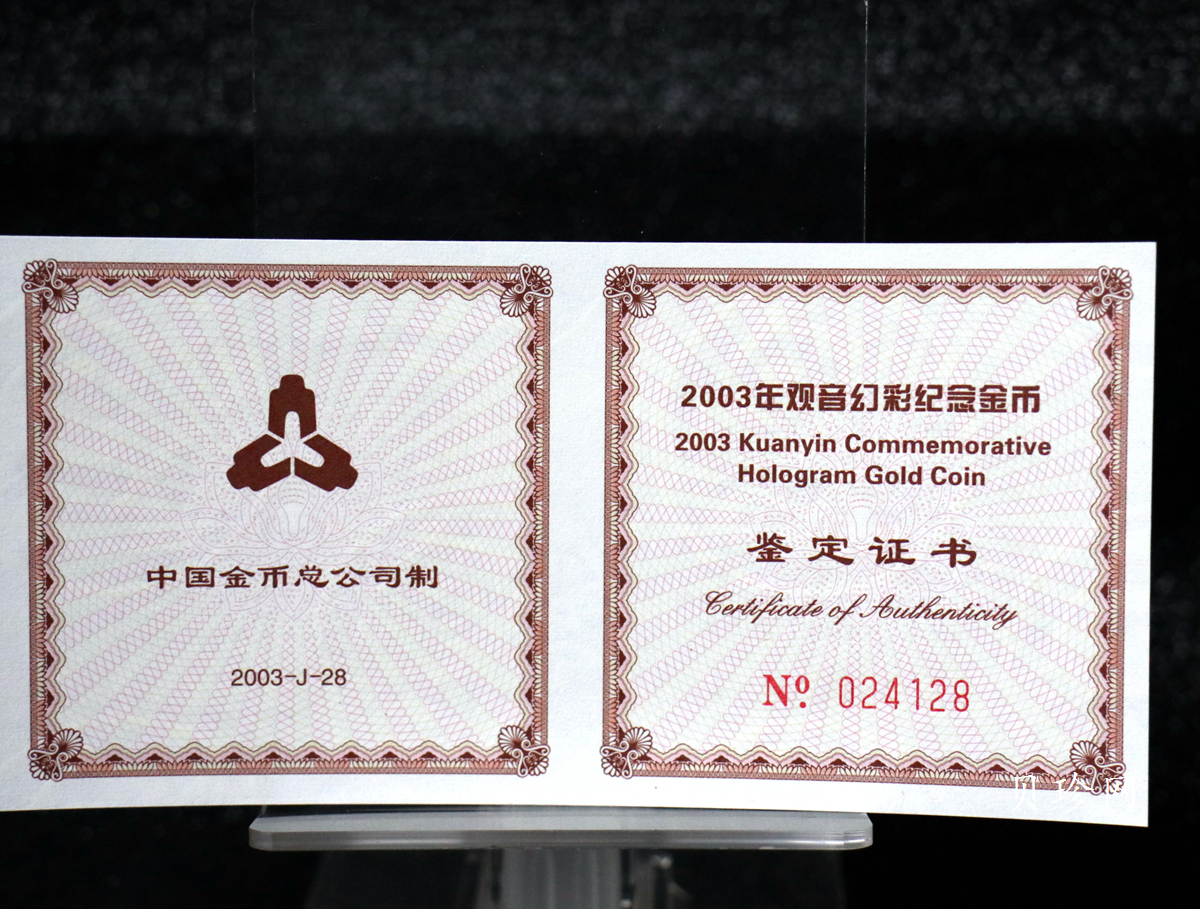 中国金币总公司制
2003-J-28
2003年观音幻彩纪念金币
2003 Kuanyin Commemorative
Hologram Gold Coin
鉴定证书
Certificate of Authenticity
Nº 024128